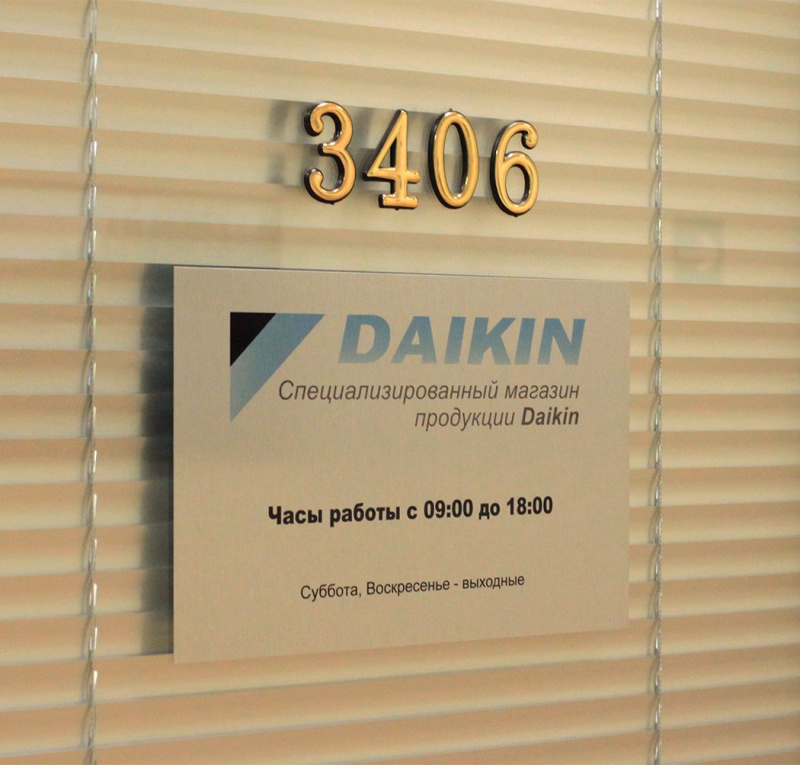 3406
DAIKIN
Специализированный магазин
продукции Daikin
Часы работы с 09:00 до 18:00
Суббота, Воскресенье - выходные